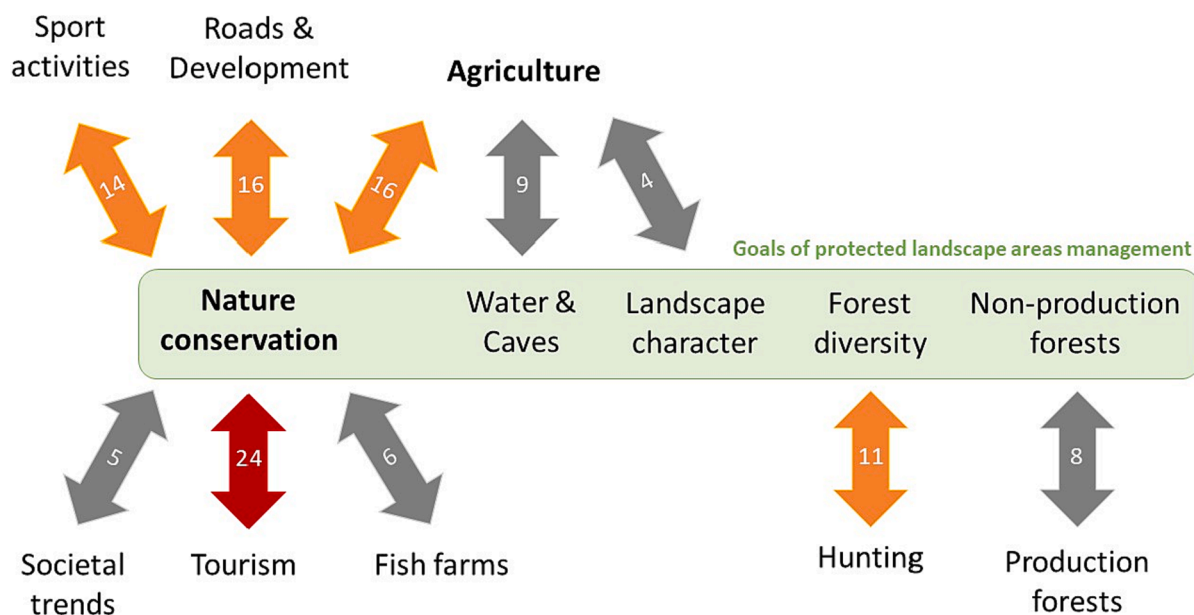 Sport
activities
Roads &
Development
Agriculture
14
16
16
9
4
Goals of protected landscape areas management
Nature
conservation
Water &
Caves
Landscape
character
Forest
diversity
Non-production
forests
5
24
6
11
8
Societal
trends
Tourism
Fish farms
Hunting
Production
forests